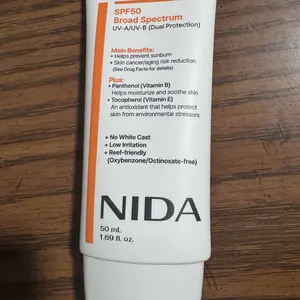 SPF50
Broad Spectrum
UV-A/UV-B (Dual Protection)
Main Benefits:
• Helps prevent sunburn
• Skin cancer/aging risk reduction
(See Drug Facts for details)
Plus:
• Panthenol (Vitamin B)
Helps moisturize and soothe skin
• Tocopherol (Vitamin E)
An antioxidant that helps protect
skin from environmental stressors
+ No White Cast
+ Low Irritation
+ Reef-friendly
(Oxybenzone/Octinoxate-free)
NIDA
50 mL
1.69 fl. oz.